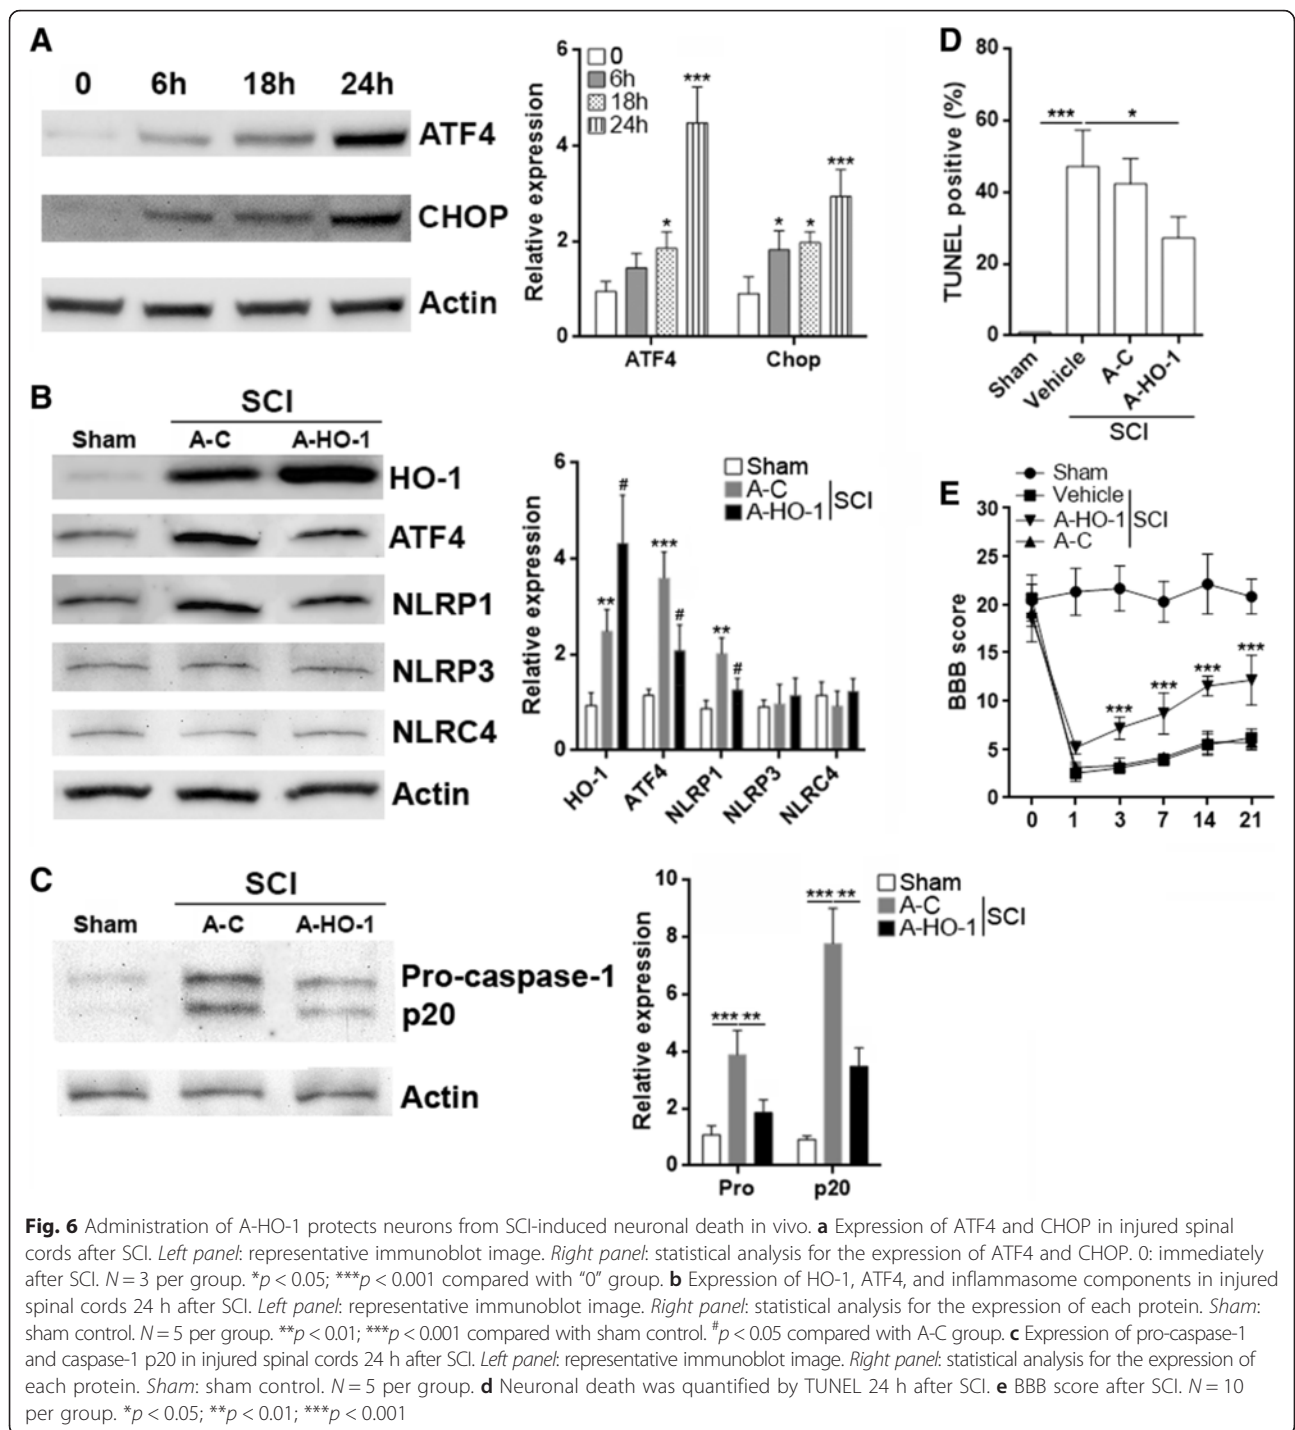 A
0 6h 18h 24h
ATF4
CHOP
Actin
Relative expression
6
4
2
0
0
6h
18h
24h
*
***
*
*
***
ATF4 Chop
B
SCI
Sham A-C A-HO-1
HO-1
ATF4
NLRP1
NLRP3
NLRC4
Actin
Relative expression
6
4
2
0
Sham
A-C
A-HO-1
SCI
**
#
***
#
**
#
HO-1 ATF4 NLRP1 NLRP3 NLRC4
C
SCI
Sham A-C A-HO-1
Pro-caspase-1
p20
Actin
Relative expression
10
8
6
4
2
0
Sham
A-C
A-HO-1
SCI
*** **
*** **
Pro p20
D
TUNEL positive (%)
80
60
40
20
0
*** *
Sham Vehicle A-C A-HO-1
SCI
E
Sham
Vehicle
A-HO-1
A-C
SCI
BBB score
30
25
20
15
10
5
0
*** *** *** ***
0 1 3 7 14 21
Fig. 6 Administration of A-HO-1 protects neurons from SCI-induced neuronal death in vivo. a Expression of ATF4 and CHOP in injured spinal
cords after SCI. Left panel: representative immunoblot image. Right panel: statistical analysis for the expression of ATF4 and CHOP. 0: immediately
after SCI. N = 3 per group. *p < 0.05; ***p < 0.001 compared with “0” group. b Expression of HO-1, ATF4, and inflammasome components in injured
spinal cords 24 h after SCI. Left panel: representative immunoblot image. Right panel: statistical analysis for the expression of each protein. Sham:
sham control. N = 5 per group. **p < 0.01; ***p < 0.001 compared with sham control. #p < 0.05 compared with A-C group. c Expression of pro-caspase-1
and caspase-1 p20 in injured spinal cords 24 h after SCI. Left panel: representative immunoblot image. Right panel: statistical analysis for the expression of
each protein. Sham: sham control. N = 5 per group. d Neuronal death was quantified by TUNEL 24 h after SCI. e BBB score after SCI. N = 10
per group. *p < 0.05; **p < 0.01; ***p < 0.001